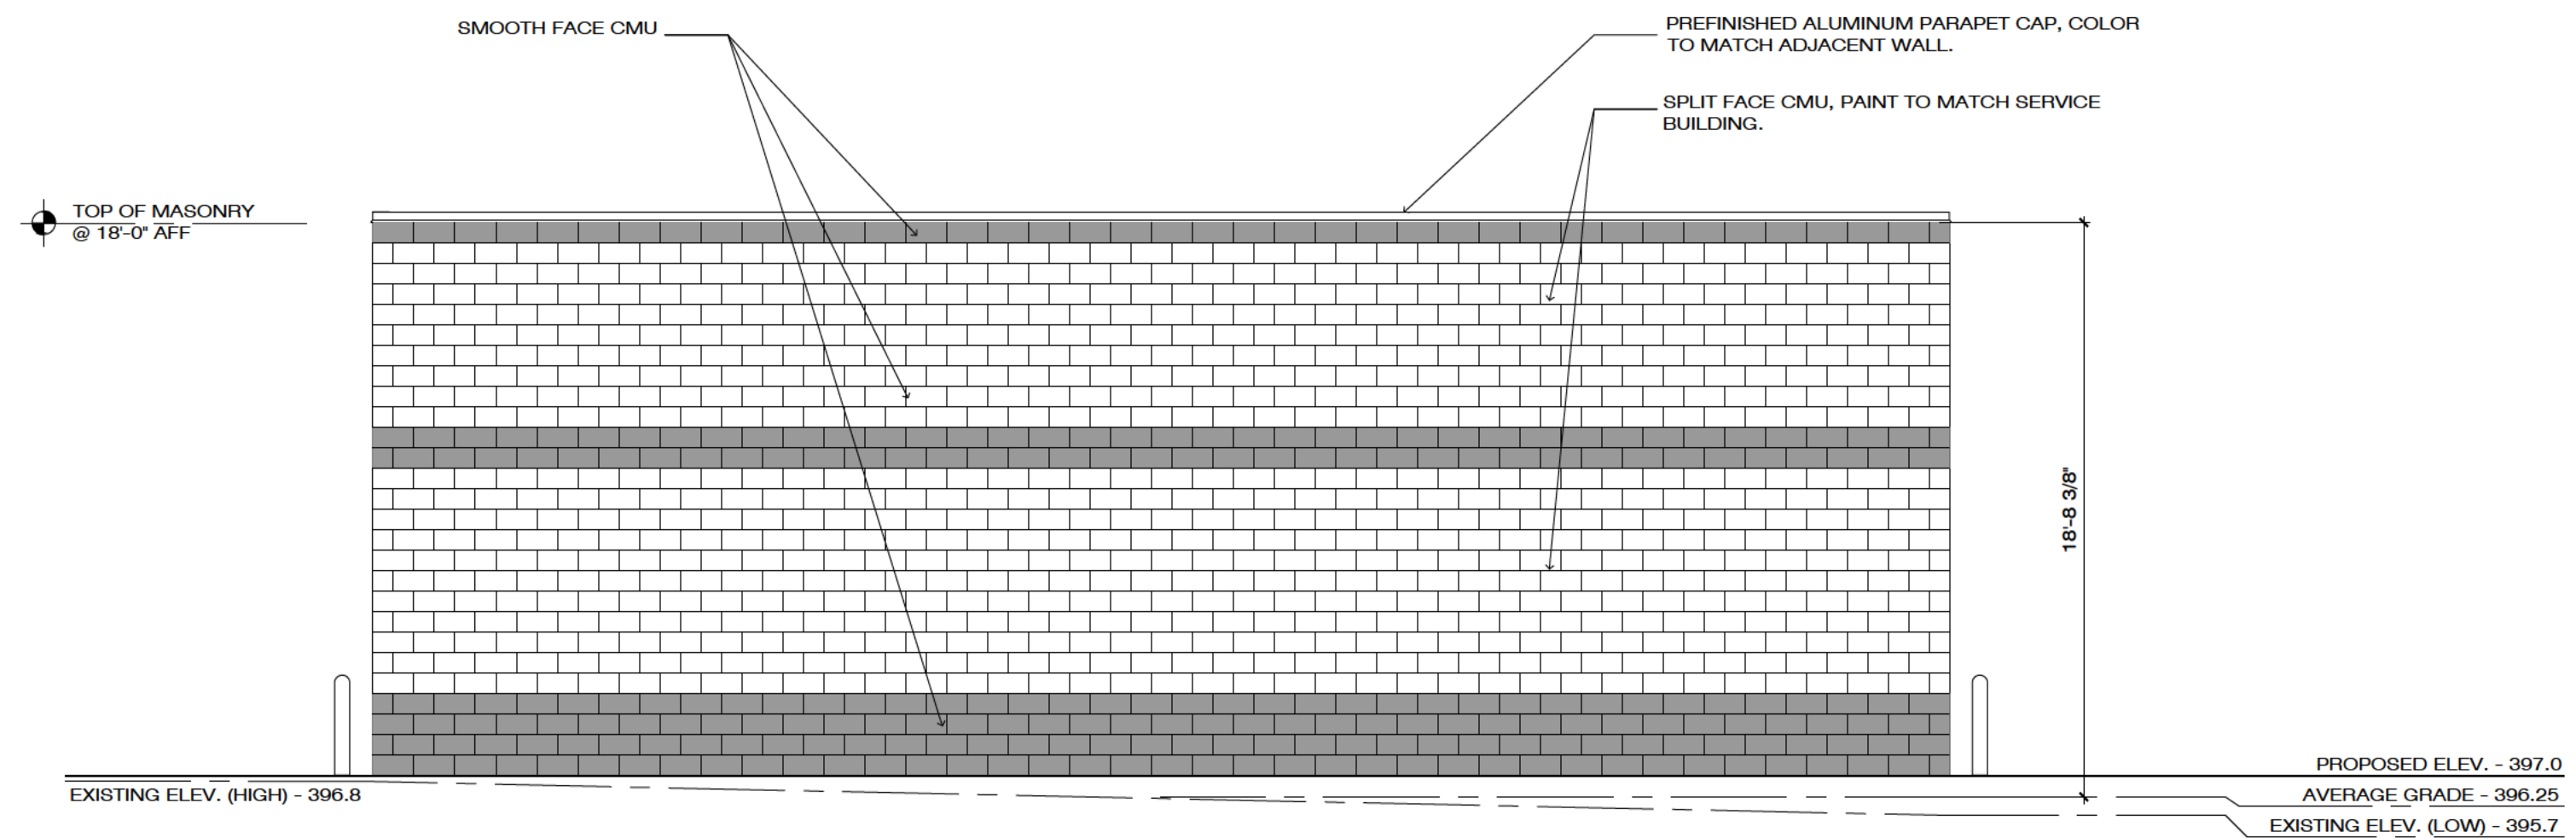 SMOOTH FACE CMU
PREFINISHED ALUMINUM PARAPET CAP, COLOR
TO MATCH ADJACENT WALL.
SPLIT FACE CMU, PAINT TO MATCH SERVICE
BUILDING.
TOP OF MASONRY
@ 18'-0" AFF
18'-8 3/8"
PROPOSED ELEV. - 397.0
EXISTING ELEV. (HIGH) - 396.8
AVERAGE GRADE - 396.25
EXISTING ELEV. (LOW) - 395.7